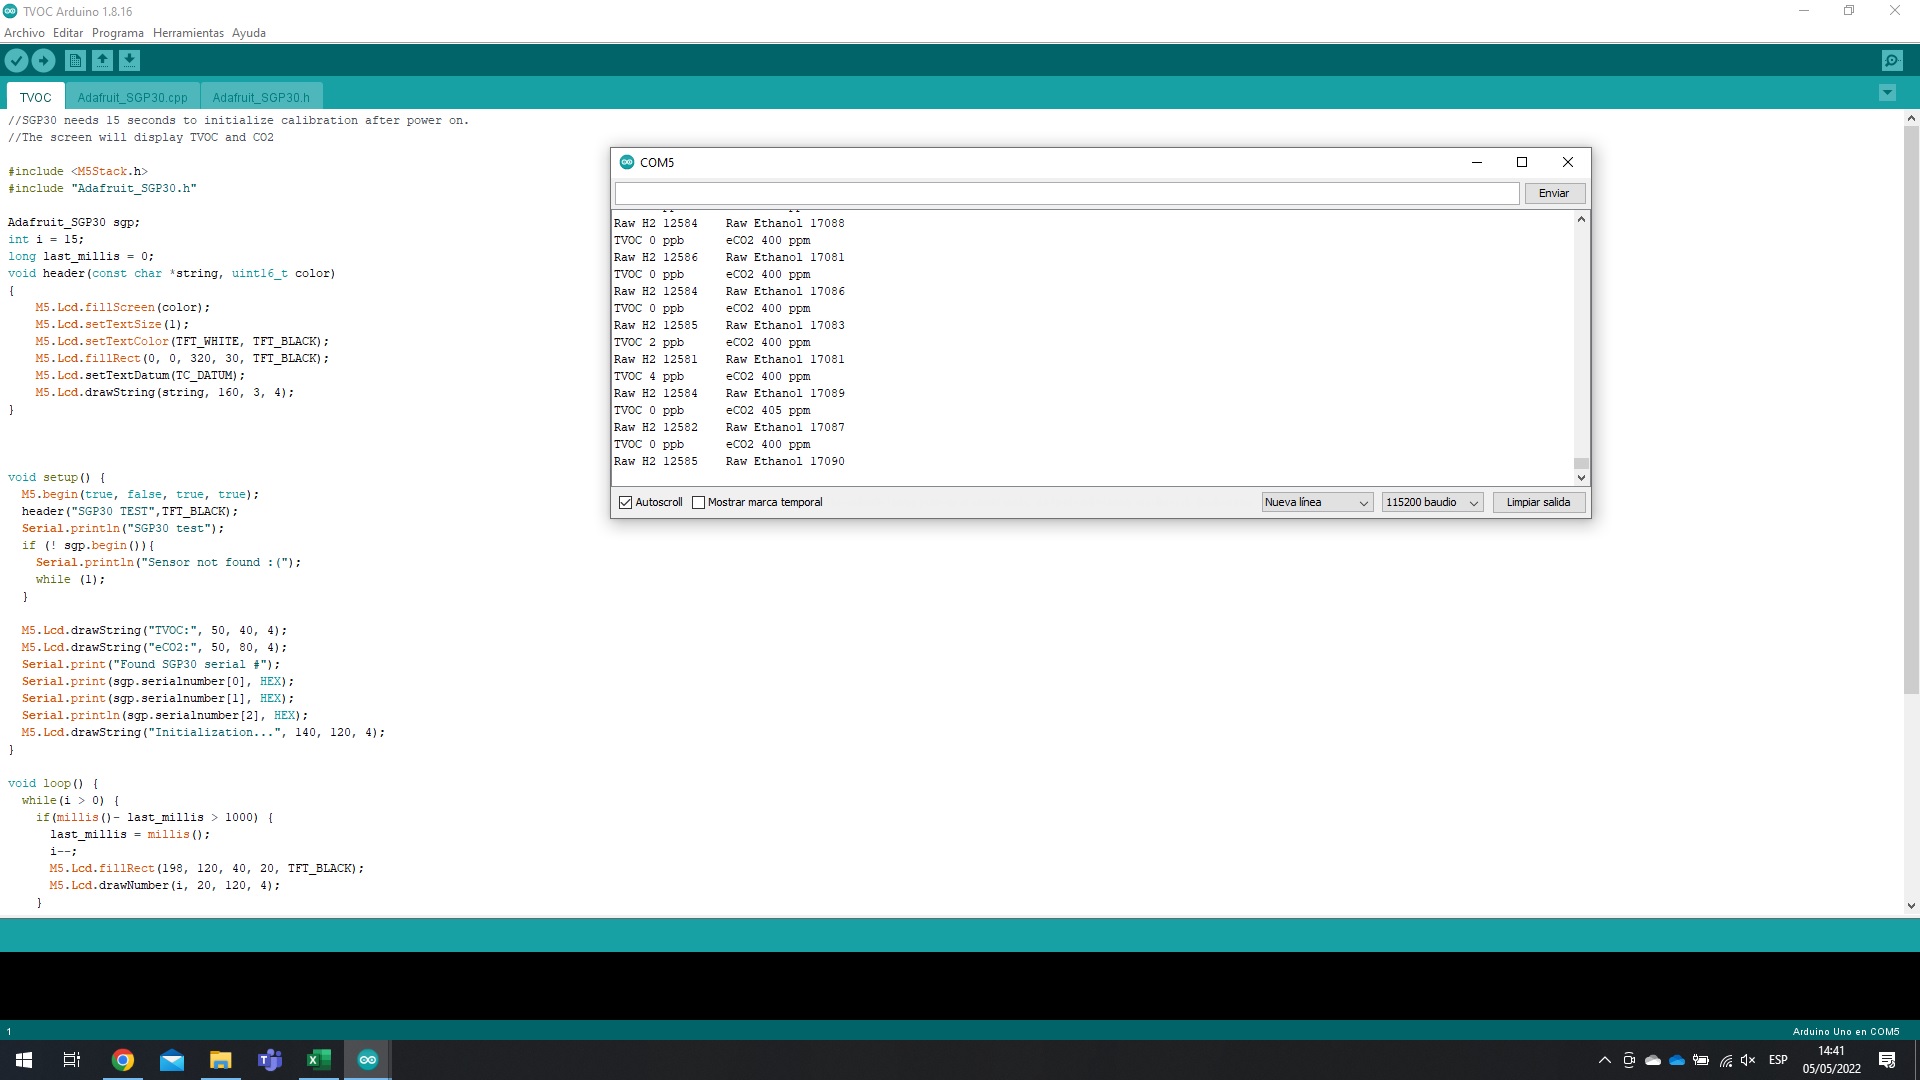 TVOC Arduino 1.8.16
Archivo Editar Programa Herramientas Ayuda
TVOC Adafruit_SGP30.cpp Adafruit_SGP30.h
//SGP30 needs 15 seconds to initialize calibration after power on.
//The screen will display TVOC and CO2
#include <M5Stack.h>
#include "Adafruit_SGP30.h"
Adafruit_SGP30 sgp;
int i = 15;
long last_millis = 0;
void header(const char *string, uint16_t color)
{
M5.Lcd.fillScreen(color);
M5.Lcd.setTextSize(1);
M5.Lcd.setTextColor(TFT_WHITE, TFT_BLACK);
M5.Lcd.fillRect(0, 0, 320, 30, TFT_BLACK);
M5.Lcd.setTextDatum(TC_DATUM);
M5.Lcd.drawString(string, 160, 3, 4);
}
void setup() {
M5.begin(true, false, true, true);
header("SGP30 TEST",TFT_BLACK);
Serial.println("SGP30 test");
if (! sgp.begin()){
Serial.println("Sensor not found :(");
while (1);
}
M5.Lcd.drawString("TVOC:", 50, 40, 4);
M5.Lcd.drawString("eCO2:", 50, 80, 4);
Serial.print("Found SGP30 serial #");
Serial.print(sgp.serialnumber[0], HEX);
Serial.print(sgp.serialnumber[1], HEX);
Serial.println(sgp.serialnumber[2], HEX);
M5.Lcd.drawString("Initialization...", 140, 120, 4);
}
void loop() {
while(i > 0) {
if(millis()- last_millis > 1000) {
last_millis = millis();
i--;
M5.Lcd.fillRect(198, 120, 40, 20, TFT_BLACK);
M5.Lcd.drawNumber(i, 20, 120, 4);
}
COM5
Enviar
Raw H2 12584 Raw Ethanol 17088
TVOC 0 ppb eCO2 400 ppm
Raw H2 12586 Raw Ethanol 17081
TVOC 0 ppb eCO2 400 ppm
Raw H2 12584 Raw Ethanol 17086
TVOC 0 ppb eCO2 400 ppm
Raw H2 12585 Raw Ethanol 17083
TVOC 2 ppb eCO2 400 ppm
Raw H2 12581 Raw Ethanol 17081
TVOC 4 ppb eCO2 400 ppm
Raw H2 12584 Raw Ethanol 17089
TVOC 0 ppb eCO2 405 ppm
Raw H2 12582 Raw Ethanol 17087
TVOC 0 ppb eCO2 400 ppm
Raw H2 12585 Raw Ethanol 17090
Autoscroll Mostrar marca temporal Nueva línea 115200 baudio Limpiar salida
1 Arduino Uno en COM5
ESP
14:41
05/05/2022